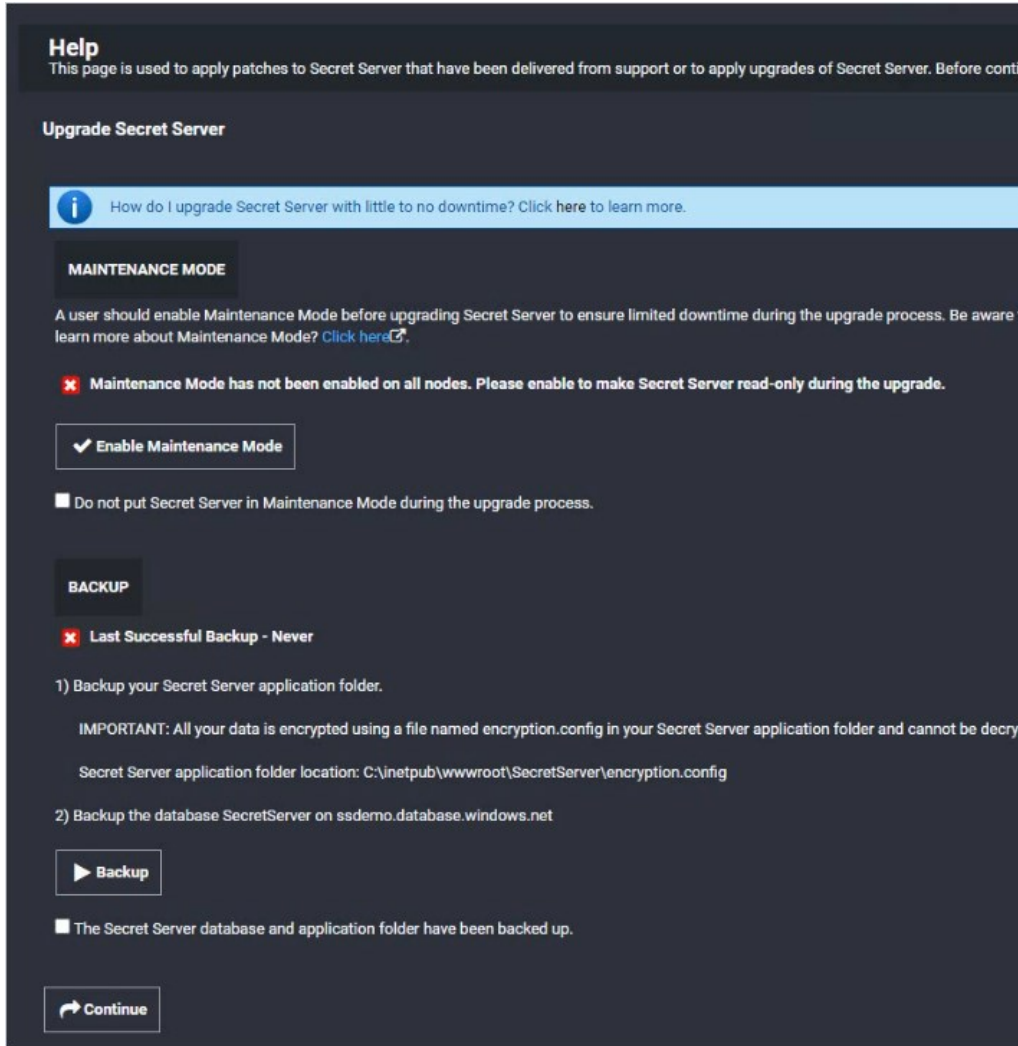 Help
This page is used to apply patches to Secret Server that have been delivered from support or to apply upgrades of Secret Server. Before conti
Upgrade Secret Server
How do I upgrade Secret Server with little to no downtime? Click here to learn more.
MAINTENANCE MODE
A user should enable Maintenance Mode before upgrading Secret Server to ensure limited downtime during the upgrade process. Be aware
learn more about Maintenance Mode? Click here.
Maintenance Mode has not been enabled on all nodes. Please enable to make Secret Server read-only during the upgrade.
Enable Maintenance Mode
Do not put Secret Server in Maintenance Mode during the upgrade process.
BACKUP
Last Successful Backup - Never
1) Backup your Secret Server application folder.
IMPORTANT: All your data is encrypted using a file named encryption.config in your Secret Server application folder and cannot be decry
Secret Server application folder location: C:\inetpub\wwwroot\SecretServer\encryption.config
2) Backup the database SecretServer on ssdemo.database.windows.net
Backup
The Secret Server database and application folder have been backed up.
Continue